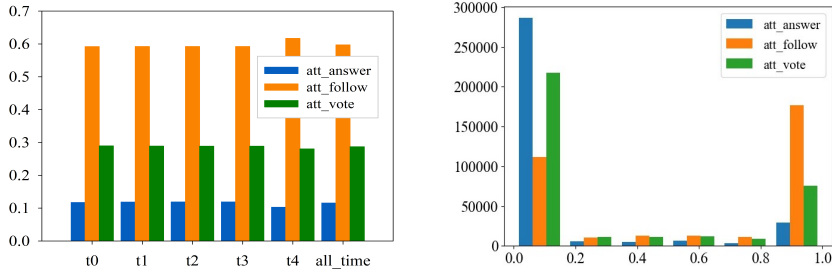 0.7
0.6
0.5
0.4
0.3
0.2
0.1
0.0
t0 t1 t2 t3 t4 all_time
att_answer
att_follow
att_vote
300000
250000
200000
150000
100000
50000
0
0.0 0.2 0.4 0.6 0.8 1.0
att_answer
att_follow
att_vote